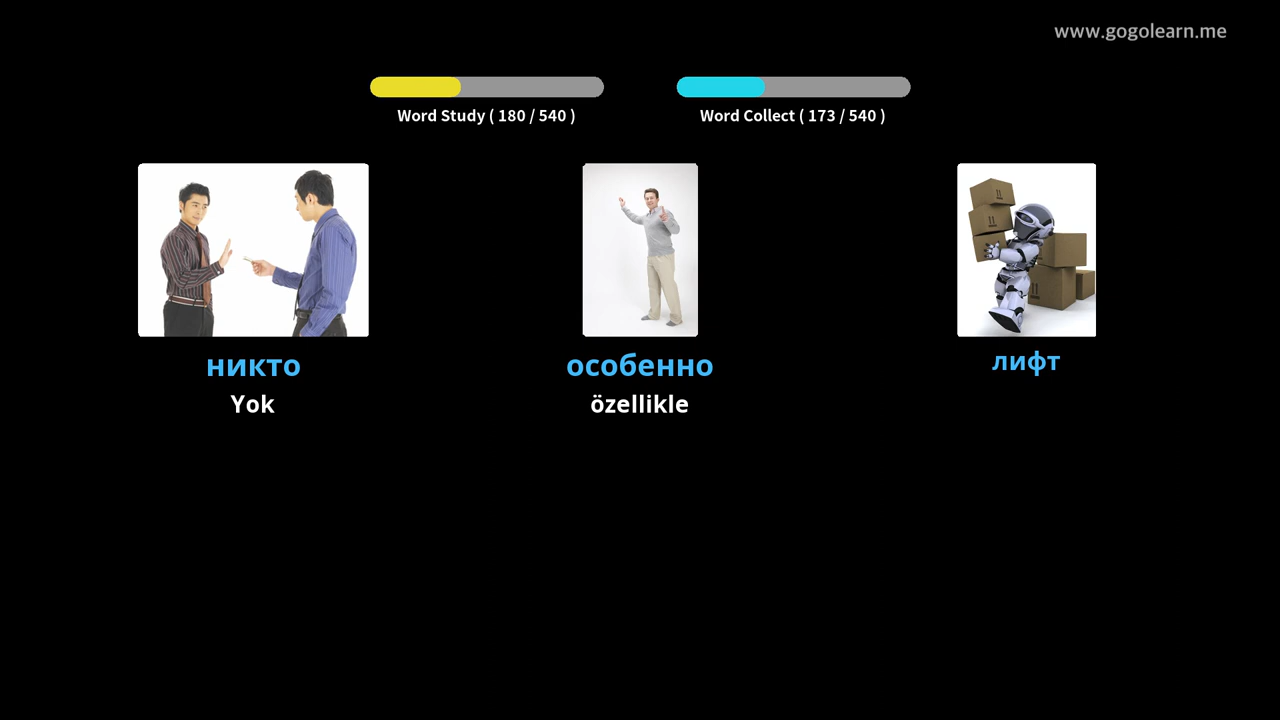 www.gogolearn.me
Word Study ( 180 / 540 )
Word Collect ( 173 / 540 )
никто
особенно
лифт
Yok
özellikle